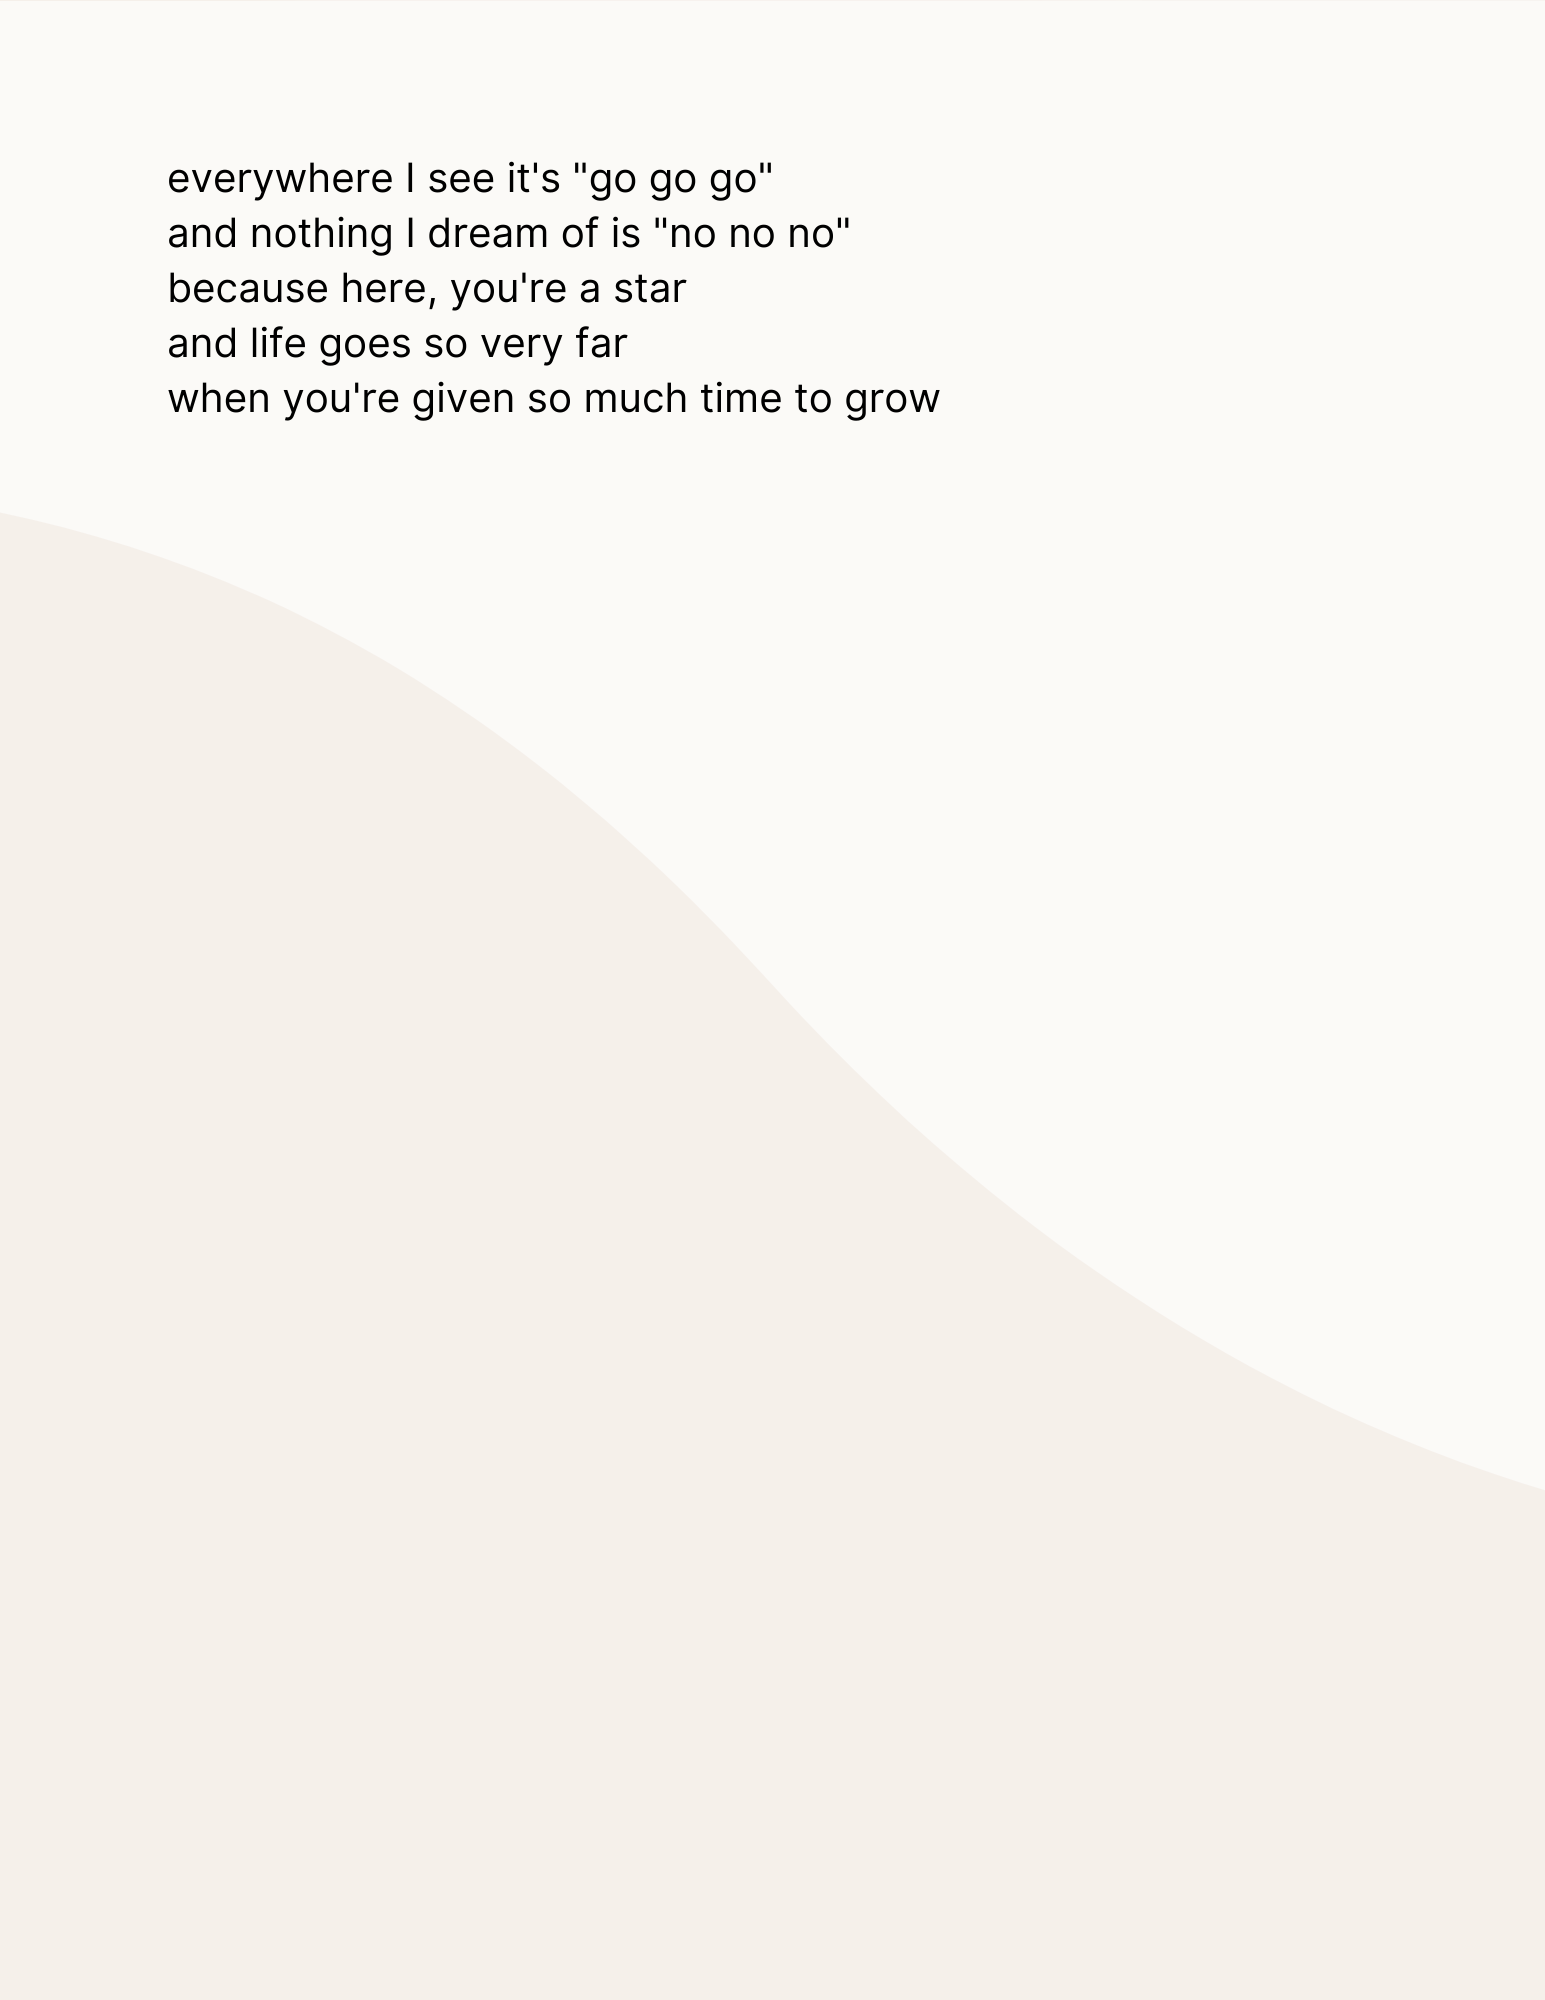 everywhere I see it's "go go go"
and nothing I dream of is "no no no"
because here, you're a star
and life goes so very far
when you're given so much time to grow